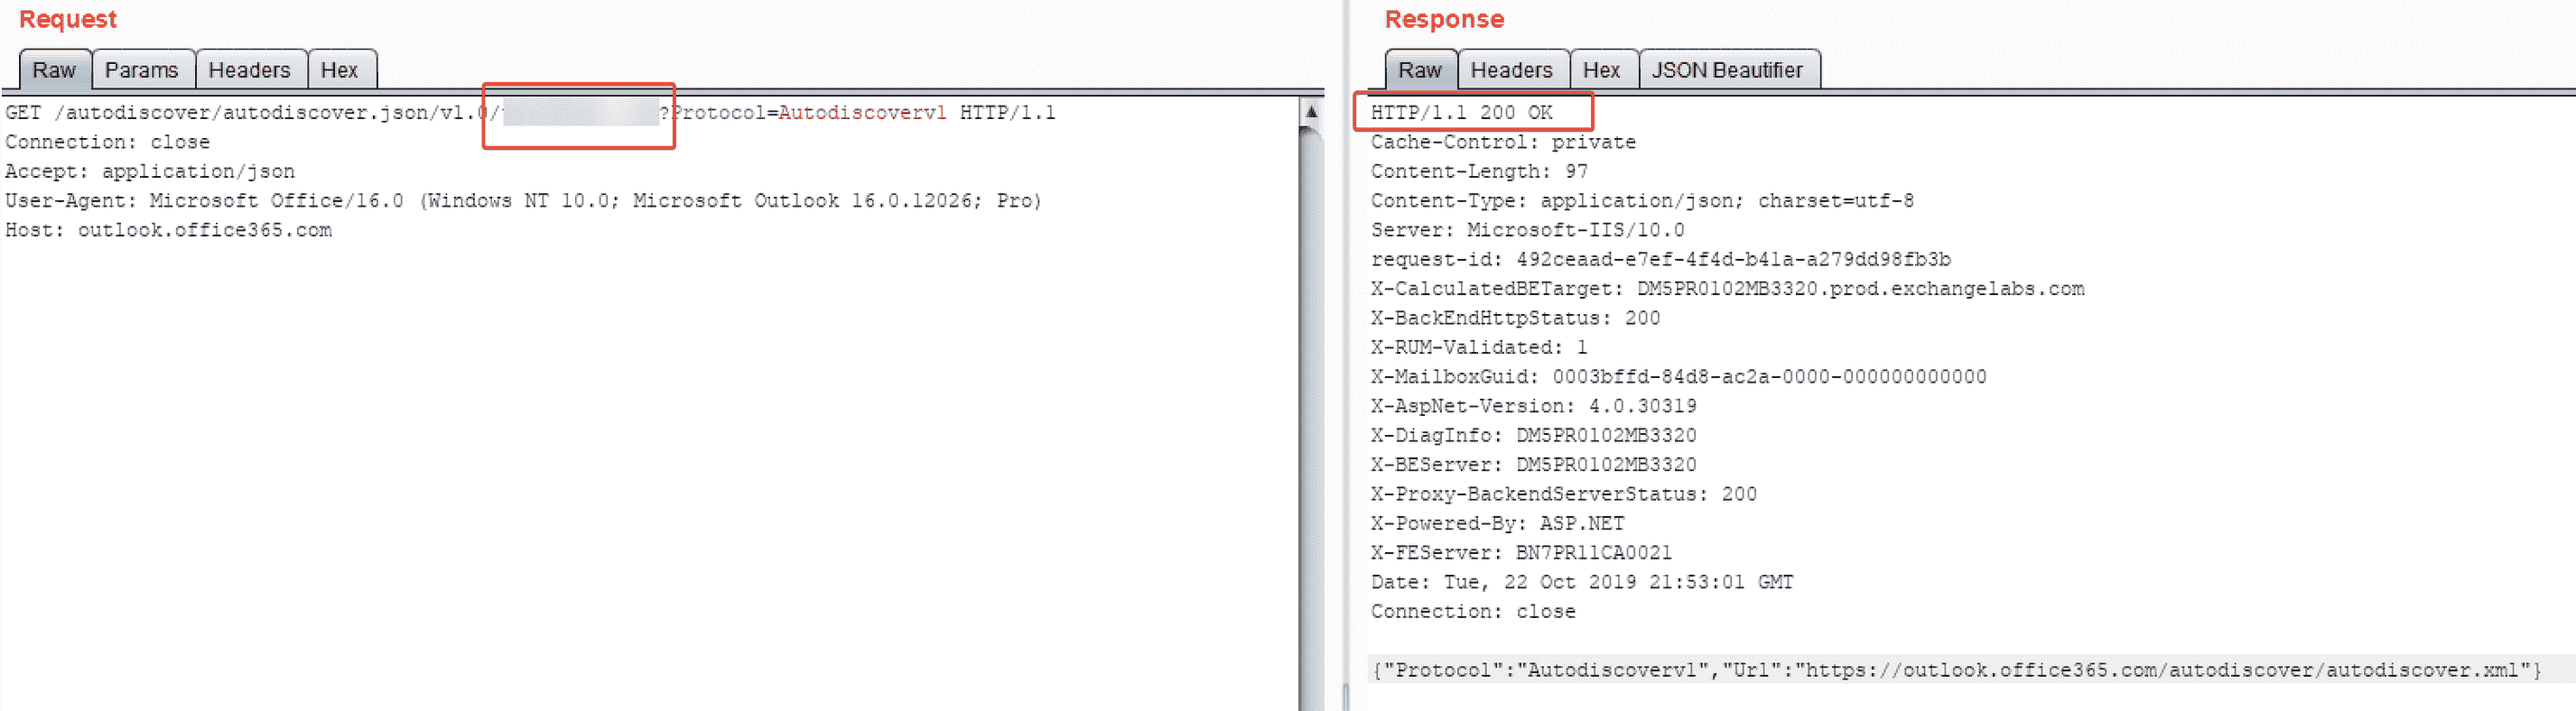 Request
Raw Params Headers Hex
GET /autodiscover/autodiscover.json/v1.0/ ?Protocol=Autodiscoverv1 HTTP/1.1
Connection: close
Accept: application/json
User-Agent: Microsoft Office/16.0 (Windows NT 10.0; Microsoft Outlook 16.0.12026; Pro)
Host: outlook.office365.com
Response
Raw Headers Hex JSON Beautifier
HTTP/1.1 200 OK
Cache-Control: private
Content-Length: 97
Content-Type: application/json; charset=utf-8
Server: Microsoft-IIS/10.0
request-id: 492ceaad-e7ef-4f4d-b41a-a279dd98fb3b
X-CalculatedBETarget: DM5PR0102MB3320.prod.exchangelabs.com
X-BackEndHttpStatus: 200
X-RUM-Validated: 1
X-MailboxGuid: 0003bffd-84d8-ac2a-0000-000000000000
X-AspNet-Version: 4.0.30319
X-DiagInfo: DM5PR0102MB3320
X-BEServer: DM5PR0102MB3320
X-Proxy-BackendServerStatus: 200
X-Powered-By: ASP.NET
X-FEServer: BN7PR11CA0021
Date: Tue, 22 Oct 2019 21:53:01 GMT
Connection: close
{"Protocol":"Autodiscoverv1","Url":"https://outlook.office365.com/autodiscover/autodiscover.xml"}